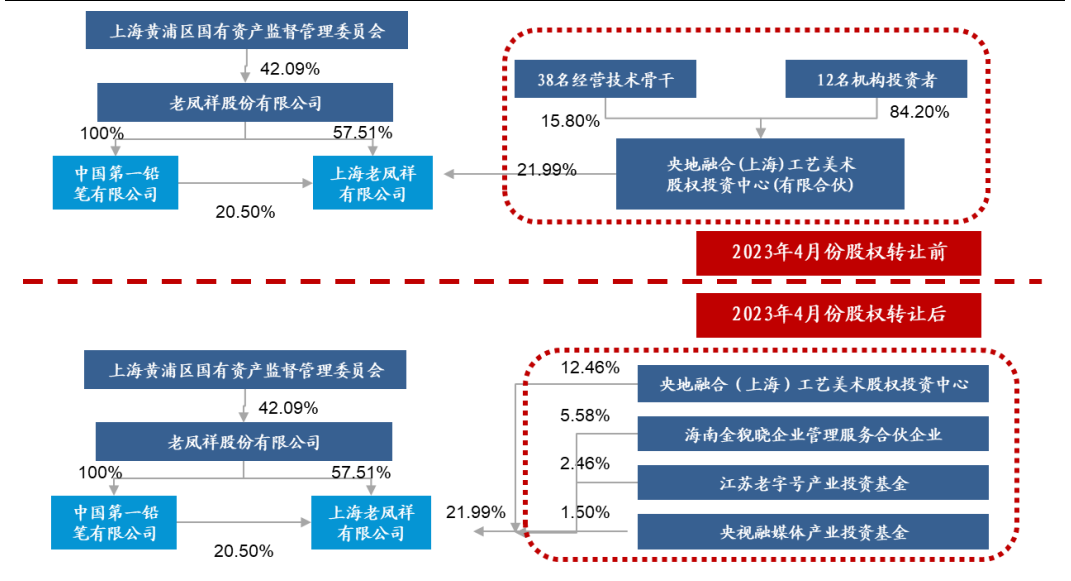 上海黄浦区国有资产监督管理委员会
42.09%
老凤祥股份有限公司
100%
57.51%
中国第一铅
笔有限公司
20.50%
上海老凤祥
有限公司
21.99%
38名经营技术骨干
12名机构投资者
15.80%
84.20%
央地融合(上海)工艺美术
股权投资中心(有限合伙)
2023年4月份股权转让前
2023年4月份股权转让后
上海黄浦区国有资产监督管理委员会
42.09%
老凤祥股份有限公司
100%
57.51%
中国第一铅
笔有限公司
20.50%
上海老凤祥
有限公司
21.99%
12.46%
央地融合（上海）工艺美术股权投资中心
5.58%
海南金猊晓企业管理服务合伙企业
2.46%
江苏老字号产业投资基金
1.50%
央视融媒体产业投资基金